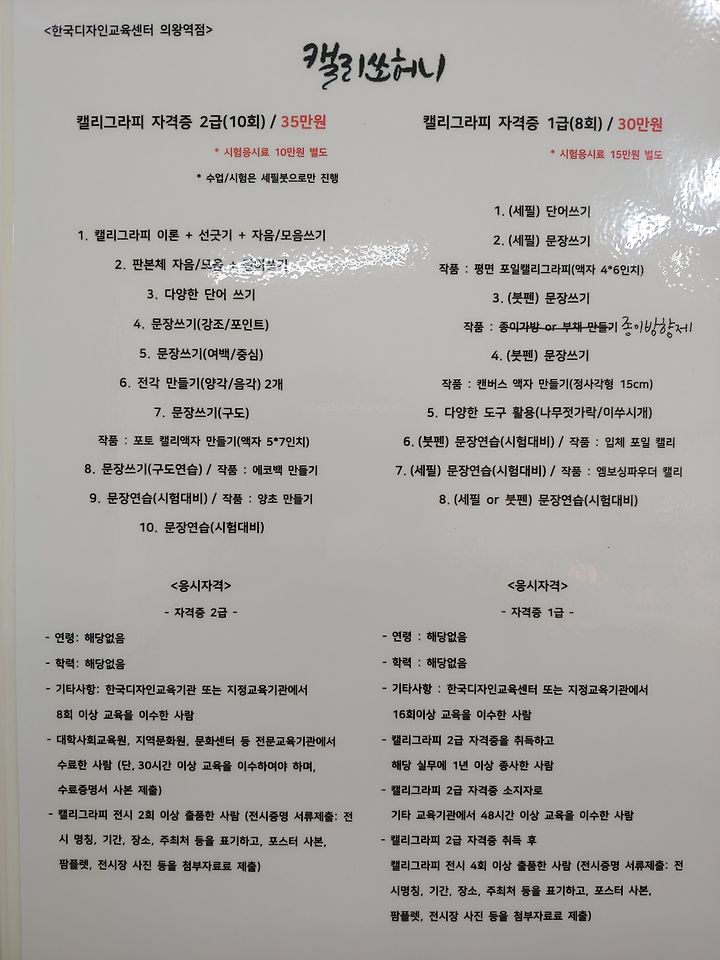 <한국디자인교육센터 의왕역점>
캘리쏘허니
캘리그라피 자격증 2급(10회) / 35만원
* 시험응시료 10만원 별도
* 수업/시험은 세필붓으로만 진행
1. 캘리그라피 이론 + 선긋기 + 자음/모음쓰기
2. 판본체 자음/모음 + 단어쓰기
3. 다양한 단어 쓰기
4. 문장쓰기(강조/포인트)
5. 문장쓰기(여백/중심)
6. 전각 만들기(양각/음각) 2개
7. 문장쓰기(구도)
작품 : 포토 캘리액자 만들기(액자 5*7인치)
8. 문장쓰기(구도연습) / 작품 : 에코백 만들기
9. 문장연습(시험대비) / 작품 : 양초 만들기
10. 문장연습(시험대비)
<응시자격>
- 자격증 2급 -
- 연령: 해당없음
- 학력: 해당없음
- 기타사항: 한국디자인교육기관 또는 지정교육기관에서
8회 이상 교육을 이수한 사람
- 대학사회교육원, 지역문화원, 문화센터 등 전문교육기관에서
수료한 사람 (단, 30시간 이상 교육을 이수하여야 하며,
수료증명서 사본 제출)
- 캘리그라피 전시 2회 이상 출품한 사람 (전시증명 서류제출: 전
시 명칭, 기간, 장소, 주최처 등을 표기하고, 포스터 사본,
팜플렛, 전시장 사진 등을 첨부자료로 제출)
캘리그라피 자격증 1급(8회) / 30만원
* 시험응시료 15만원 별도
1. (세필) 단어쓰기
2. (세필) 문장쓰기
작품 : 평면 포일캘리그라피(액자 4*6인치)
3. (붓펜) 문장쓰기
작품 : 종이가방 or 부채 만들기 종이방향제
4. (붓펜) 문장쓰기
작품 : 캔버스 액자 만들기(정사각형 15cm)
5. 다양한 도구 활용(나무젓가락/이쑤시개)
6. (붓펜) 문장연습(시험대비) / 작품 : 입체 포일 캘리
7. (세필) 문장연습(시험대비) / 작품 : 엠보싱파우더 캘리
8. (세필 or 붓펜) 문장연습(시험대비)
<응시자격>
- 자격증 1급 -
- 연령 : 해당없음
- 학력 : 해당없음
- 기타사항 : 한국디자인교육센터 또는 지정교육기관에서
16회이상 교육을 이수한 사람
- 캘리그라피 2급 자격증을 취득하고
해당 실무에 1년 이상 종사한 사람
- 캘리그라피 2급 자격증 소지자로
기타 교육기관에서 48시간 이상 교육을 이수한 사람
- 캘리그라피 2급 자격증 취득 후
캘리그라피 전시 4회 이상 출품한 사람 (전시증명 서류제출: 전
시명칭, 기간, 장소, 주최처 등을 표기하고, 포스터 사본,
팜플렛, 전시장 사진 등을 첨부자료로 제출)